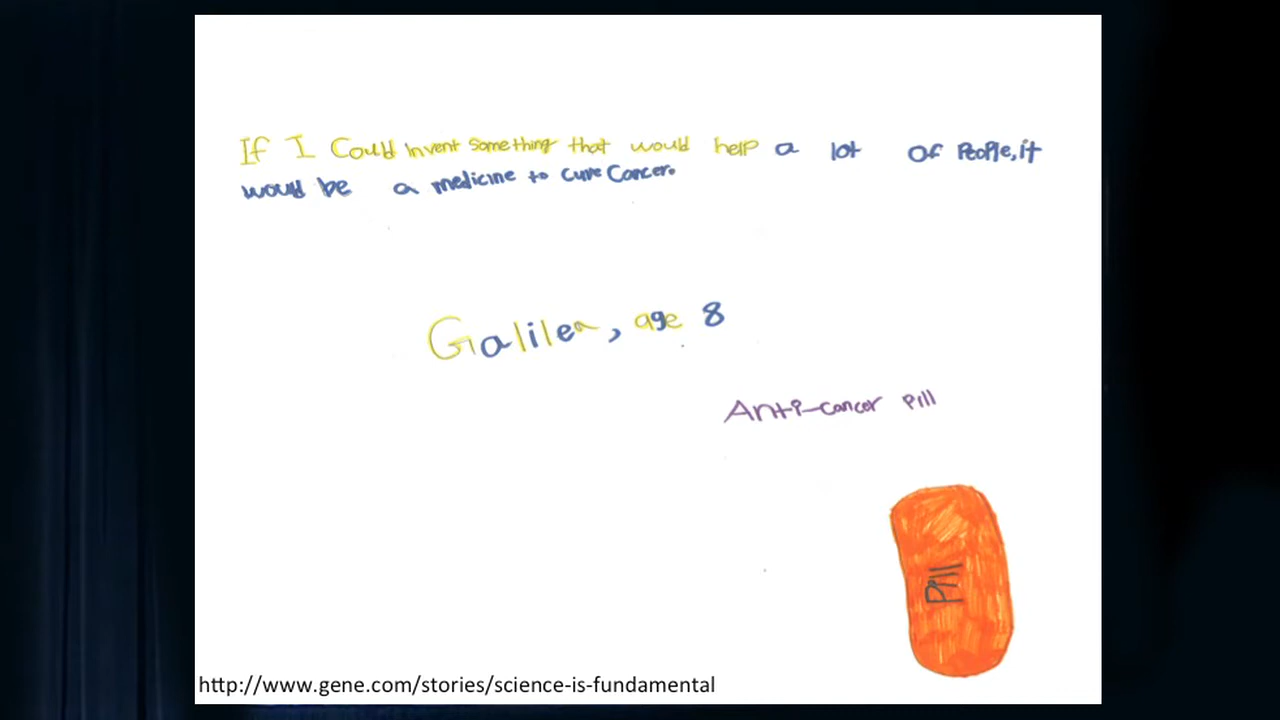 If I Could invent something that would help a lot of People, it
would be a medicine to cure Cancer.
Galilea, age 8
Anti-cancer pill
Pill
http://www.gene.com/stories/science-is-fundamental